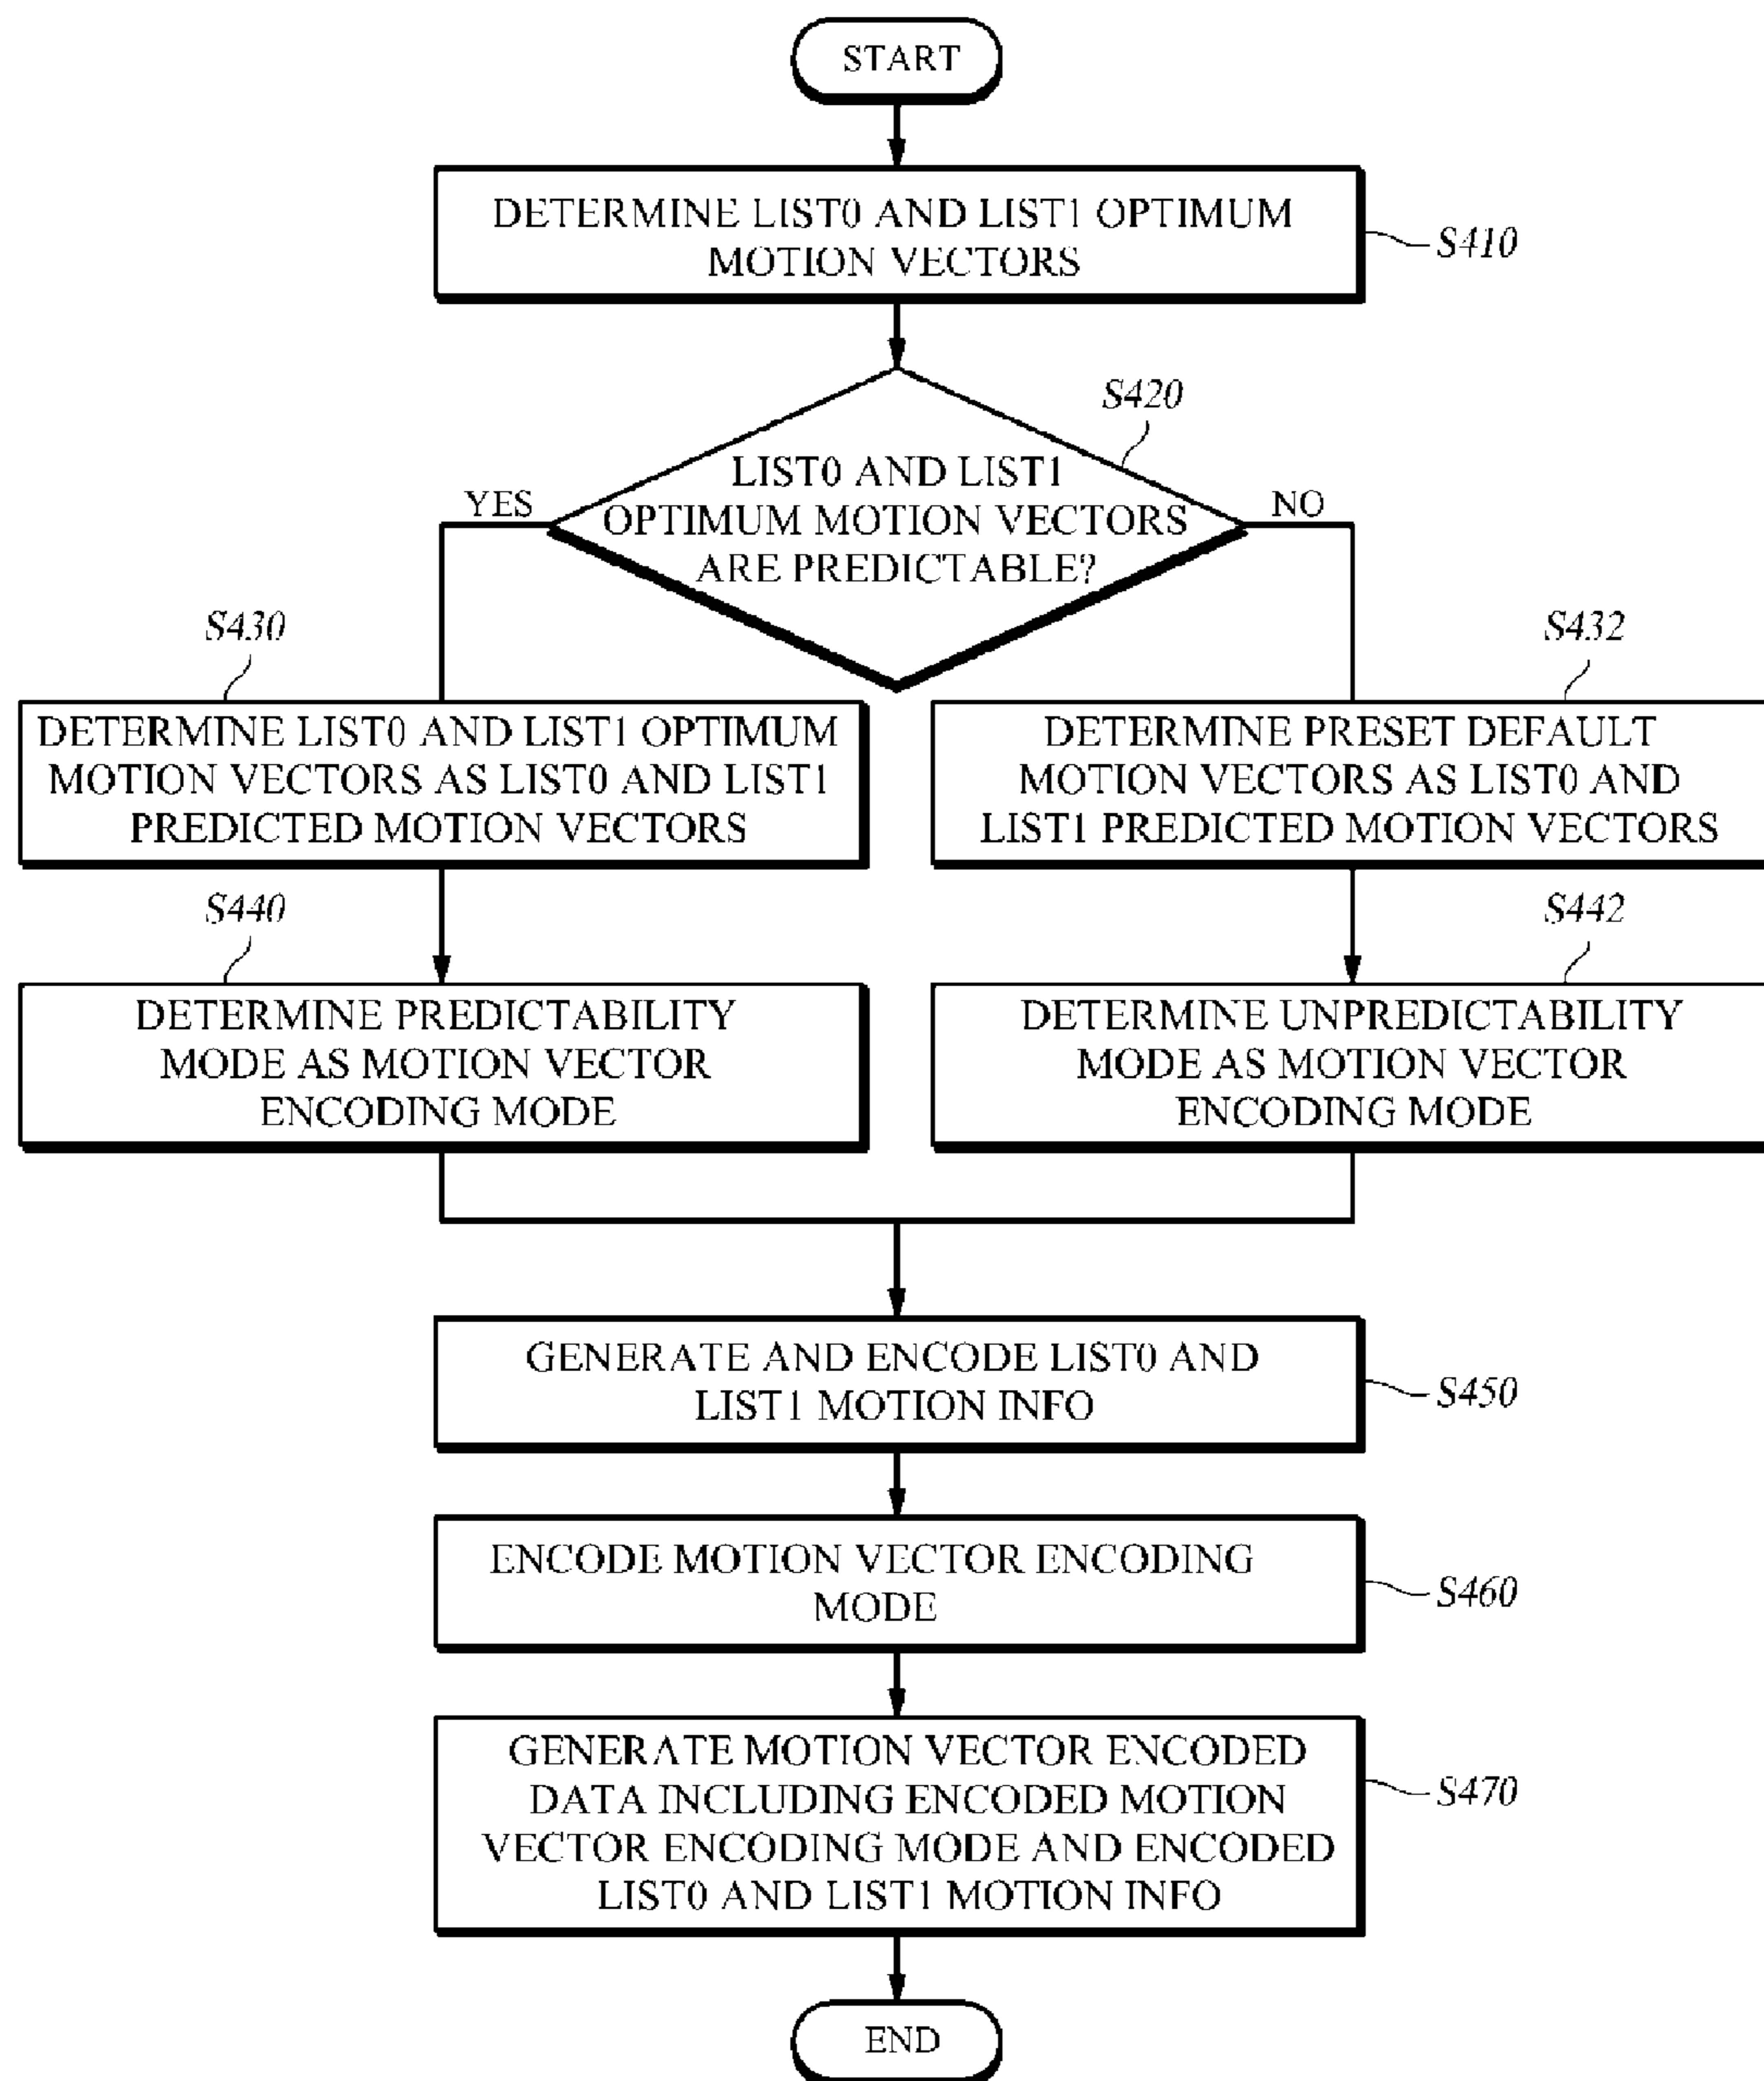 START
DETERMINE LIST0 AND LIST1 OPTIMUM
MOTION VECTORS
S410
S420
LIST0 AND LIST1
OPTIMUM MOTION VECTORS
ARE PREDICTABLE?
YES
NO
S430
DETERMINE LIST0 AND LIST1 OPTIMUM
MOTION VECTORS AS LIST0 AND LIST1
PREDICTED MOTION VECTORS
S432
DETERMINE PRESET DEFAULT
MOTION VECTORS AS LIST0 AND
LIST1 PREDICTED MOTION VECTORS
S440
DETERMINE PREDICTABILITY
MODE AS MOTION VECTOR
ENCODING MODE
S442
DETERMINE UNPREDICTABILITY
MODE AS MOTION VECTOR
ENCODING MODE
GENERATE AND ENCODE LIST0 AND
LIST1 MOTION INFO
S450
ENCODE MOTION VECTOR ENCODING
MODE
S460
GENERATE MOTION VECTOR ENCODED
DATA INCLUDING ENCODED MOTION
VECTOR ENCODING MODE AND ENCODED
LIST0 AND LIST1 MOTION INFO
S470
END